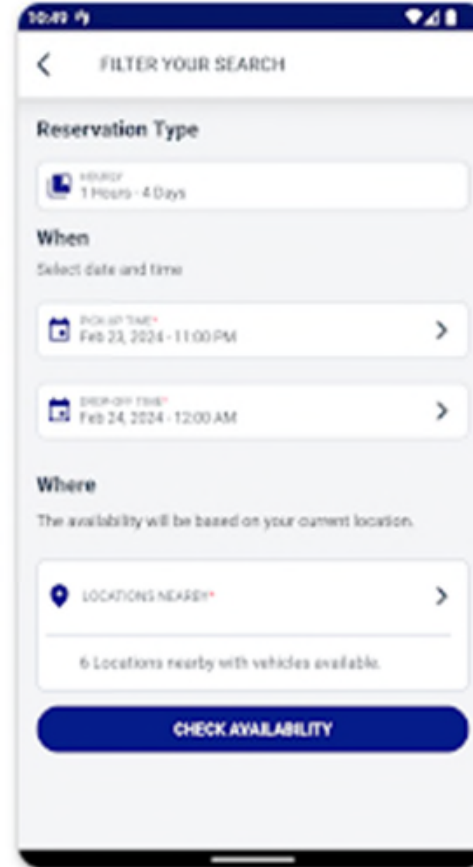 10:49
FILTER YOUR SEARCH
Reservation Type
HOURLY
1 Hours - 4 Days
When
Select date and time
PICK-UP TIME*
Feb 23, 2024 - 11:00 PM
DROP-OFF TIME*
Feb 24, 2024 - 12:00 AM
Where
The availability will be based on your current location.
LOCATIONS NEARBY*
6 Locations nearby with vehicles available.
CHECK AVAILABILITY